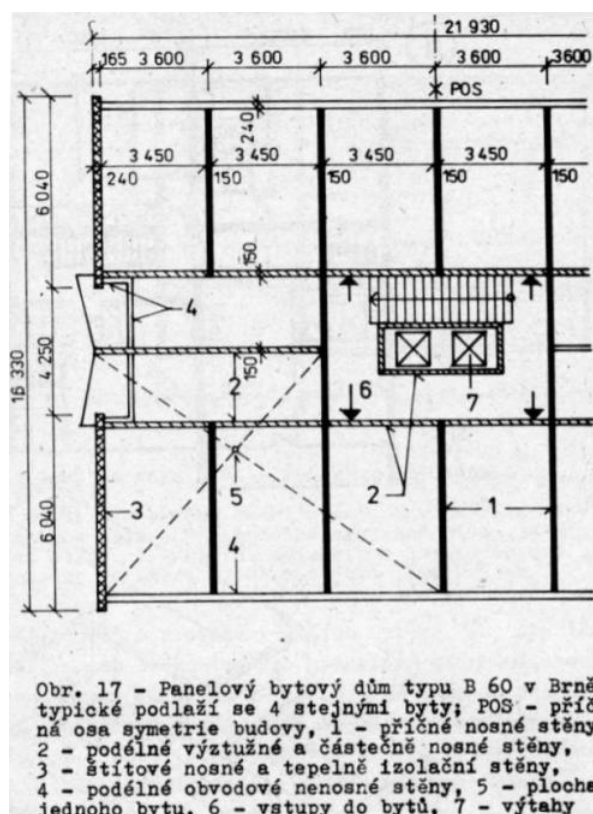 21 930
165 3 600 3 600 3 600 3 600 3600
POS
240
3 450 3 450 3 450 3 450
240 150 150 150 150
6 040
150
4
16 330
4 250
2
150
6
7
5
2
3
1
6 040
4
Obr. 17 - Panelový bytový dům typu B 60 v Brně
typické podlaží se 4 stejnými byty; POS - příč
ná osa symetrie budovy, 1 - příčné nosné stěny
2 - podélné výztužné a částečně nosné stěny,
3 - štítové nosné a tepelně izolační stěny,
4 - podélné obvodové nenosné stěny, 5 - plocha
jednoho bytu, 6 - vstupy do bytů, 7 - výtahy